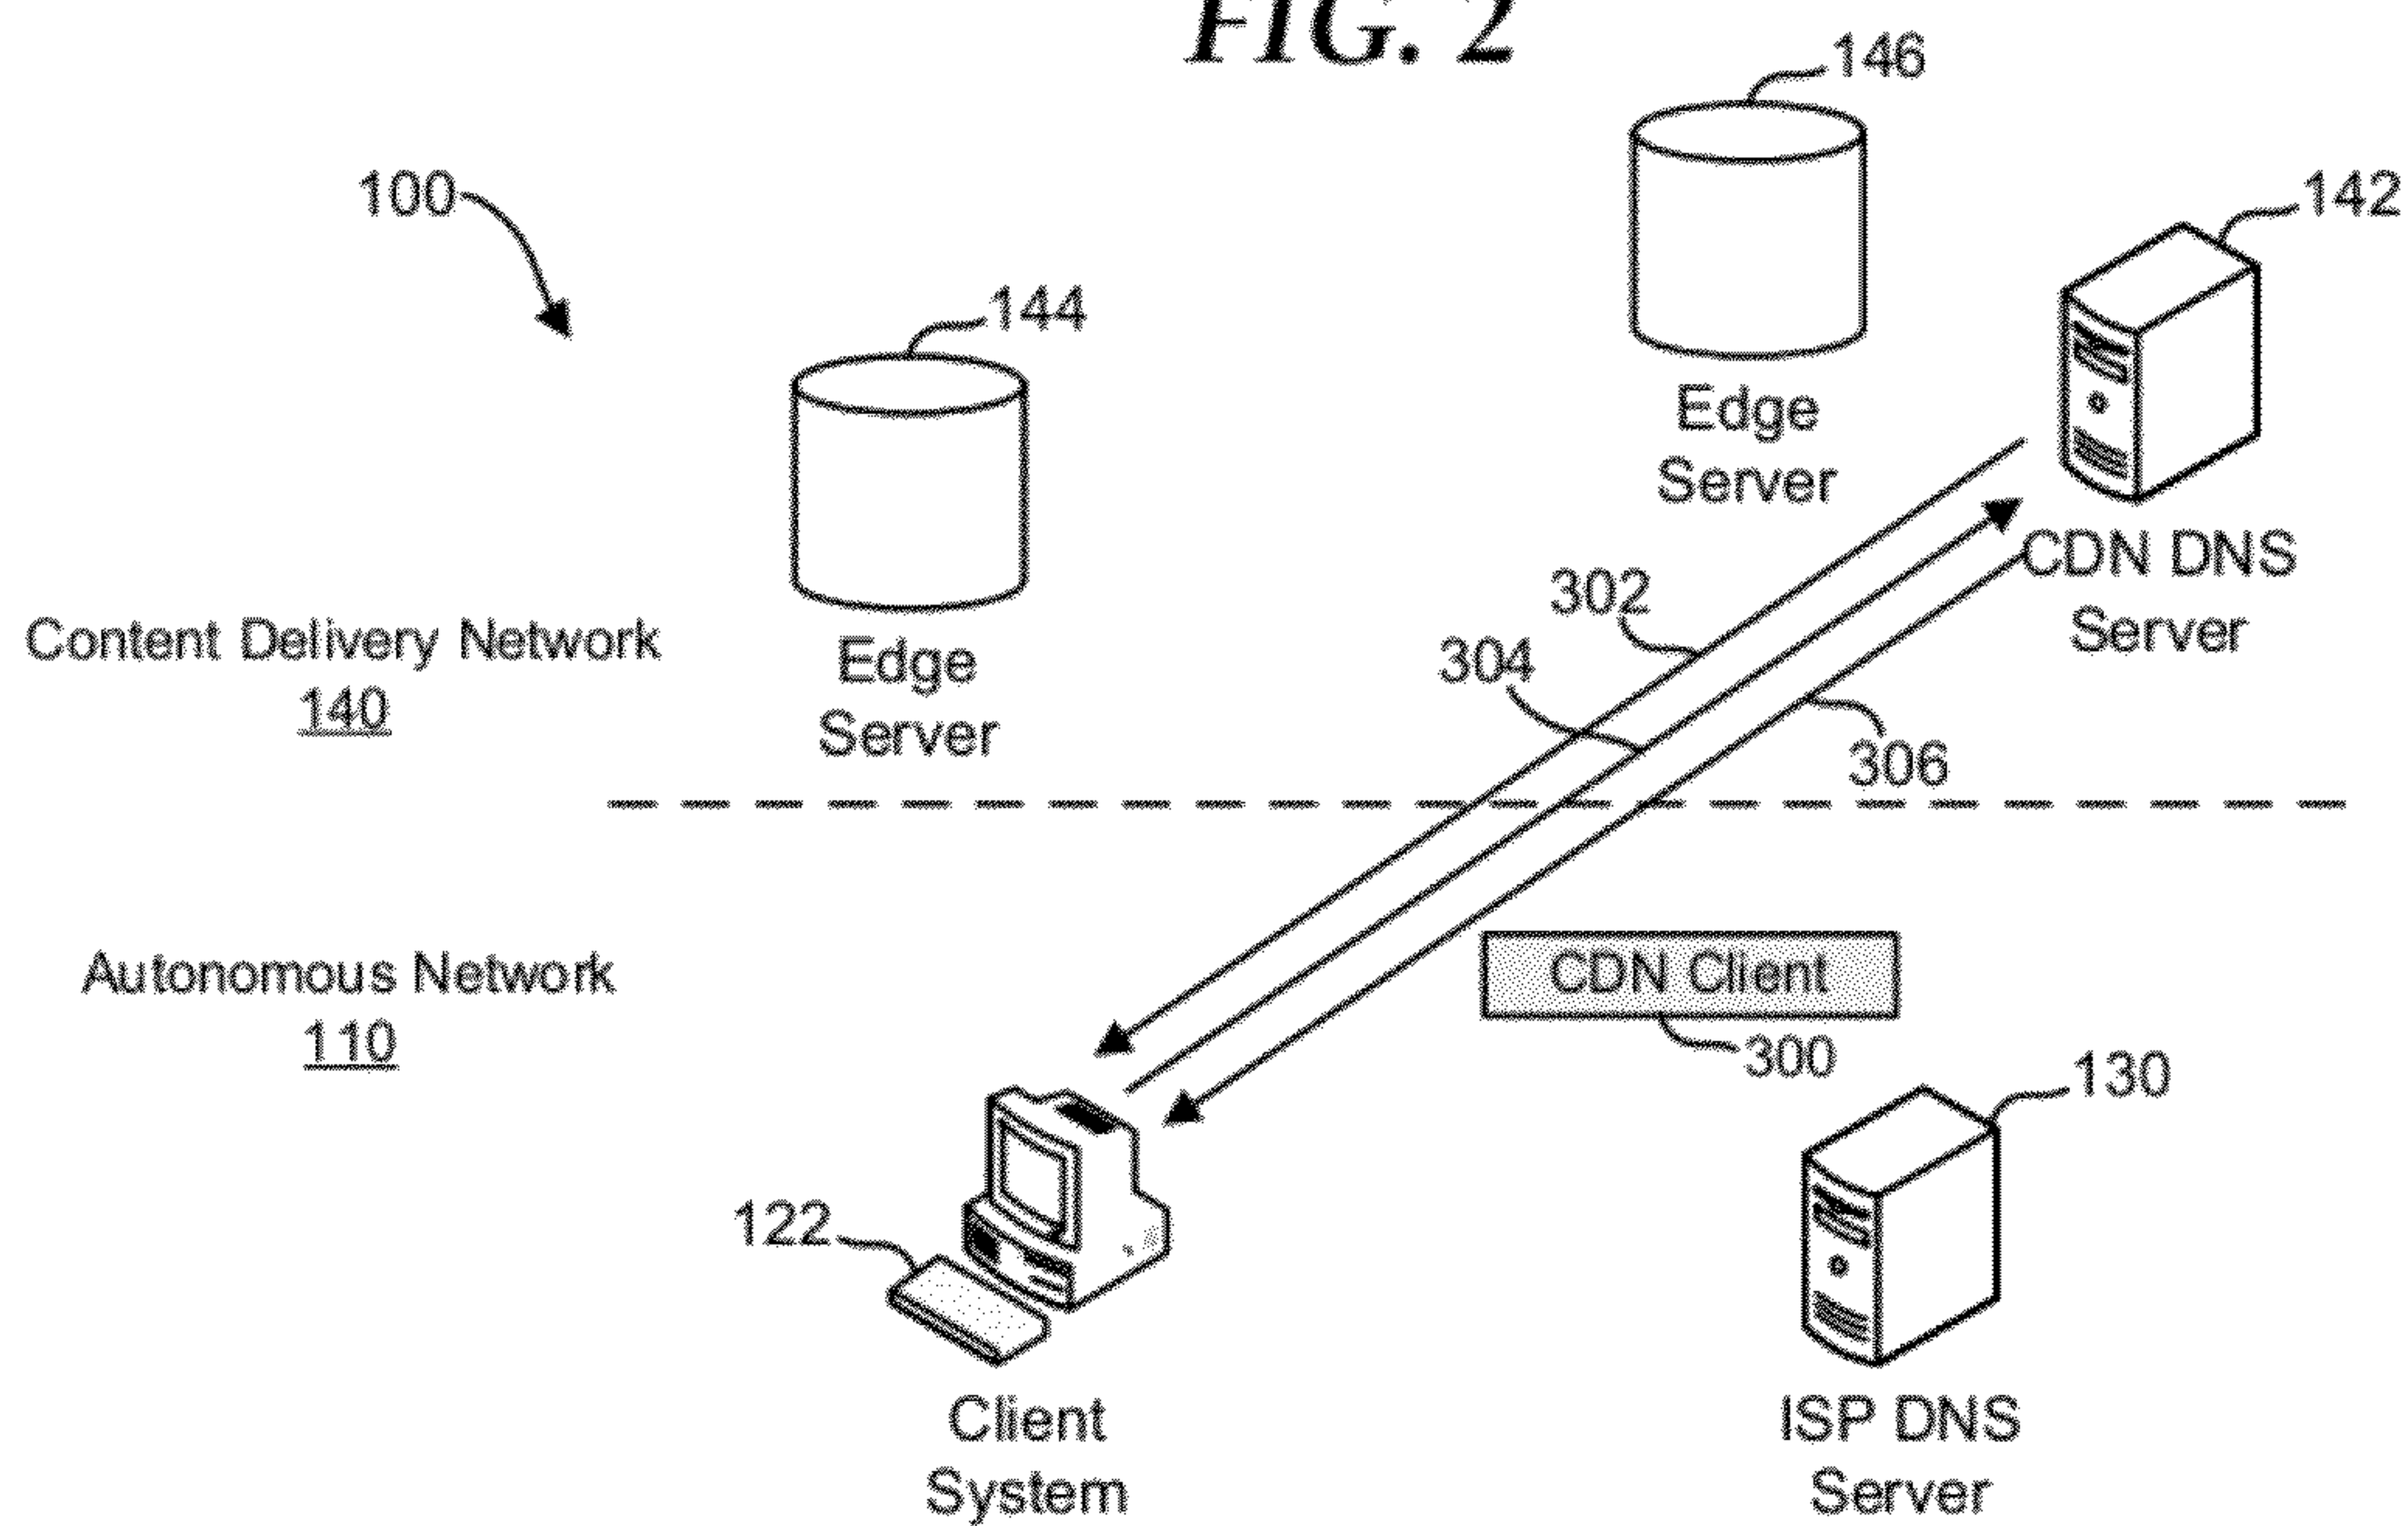 FIG. 2
146
100
142
144
Edge
Server
CDN DNS
Server
302
304
Content Delivery Network
140
Edge
Server
306
Autonomous Network
110
CDN Client
300
130
122
Client
System
ISP DNS
Server